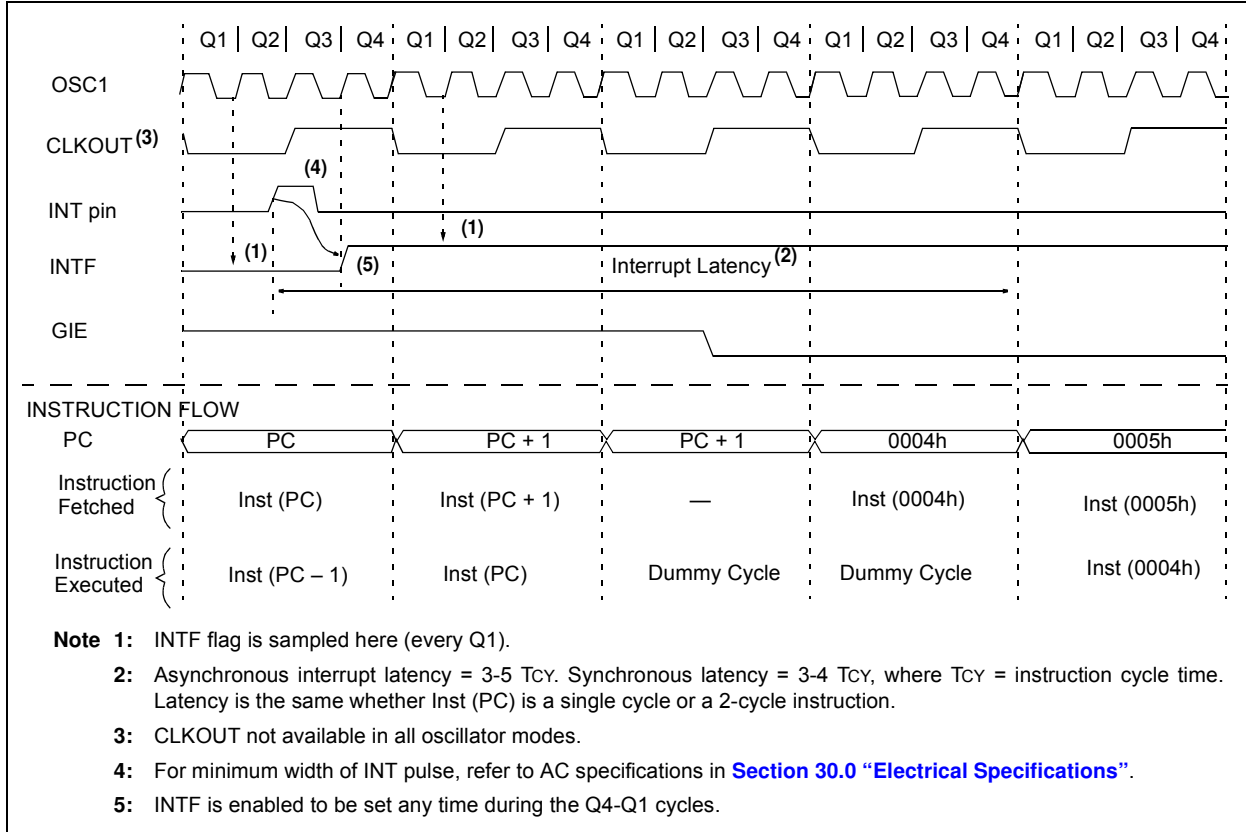 Q1 Q2 Q3 Q4 Q1 Q2 Q3 Q4 Q1 Q2 Q3 Q4 Q1 Q2 Q3 Q4 Q1 Q2 Q3 Q4
OSC1
CLKOUT (3)
(4)
INT pin
(1)
(1)
INTF
(5)
Interrupt Latency (2)
GIE
INSTRUCTION FLOW
PC PC PC + 1 PC + 1 0004h 0005h
Instruction Fetched Inst (PC) Inst (PC + 1) — Inst (0004h) Inst (0005h)
Instruction Executed Inst (PC – 1) Inst (PC) Dummy Cycle Dummy Cycle Inst (0004h)
Note 1: INTF flag is sampled here (every Q1).
2: Asynchronous interrupt latency = 3-5 TCY. Synchronous latency = 3-4 TCY, where TCY = instruction cycle time.
Latency is the same whether Inst (PC) is a single cycle or a 2-cycle instruction.
3: CLKOUT not available in all oscillator modes.
4: For minimum width of INT pulse, refer to AC specifications in Section 30.0 “Electrical Specifications”.
5: INTF is enabled to be set any time during the Q4-Q1 cycles.